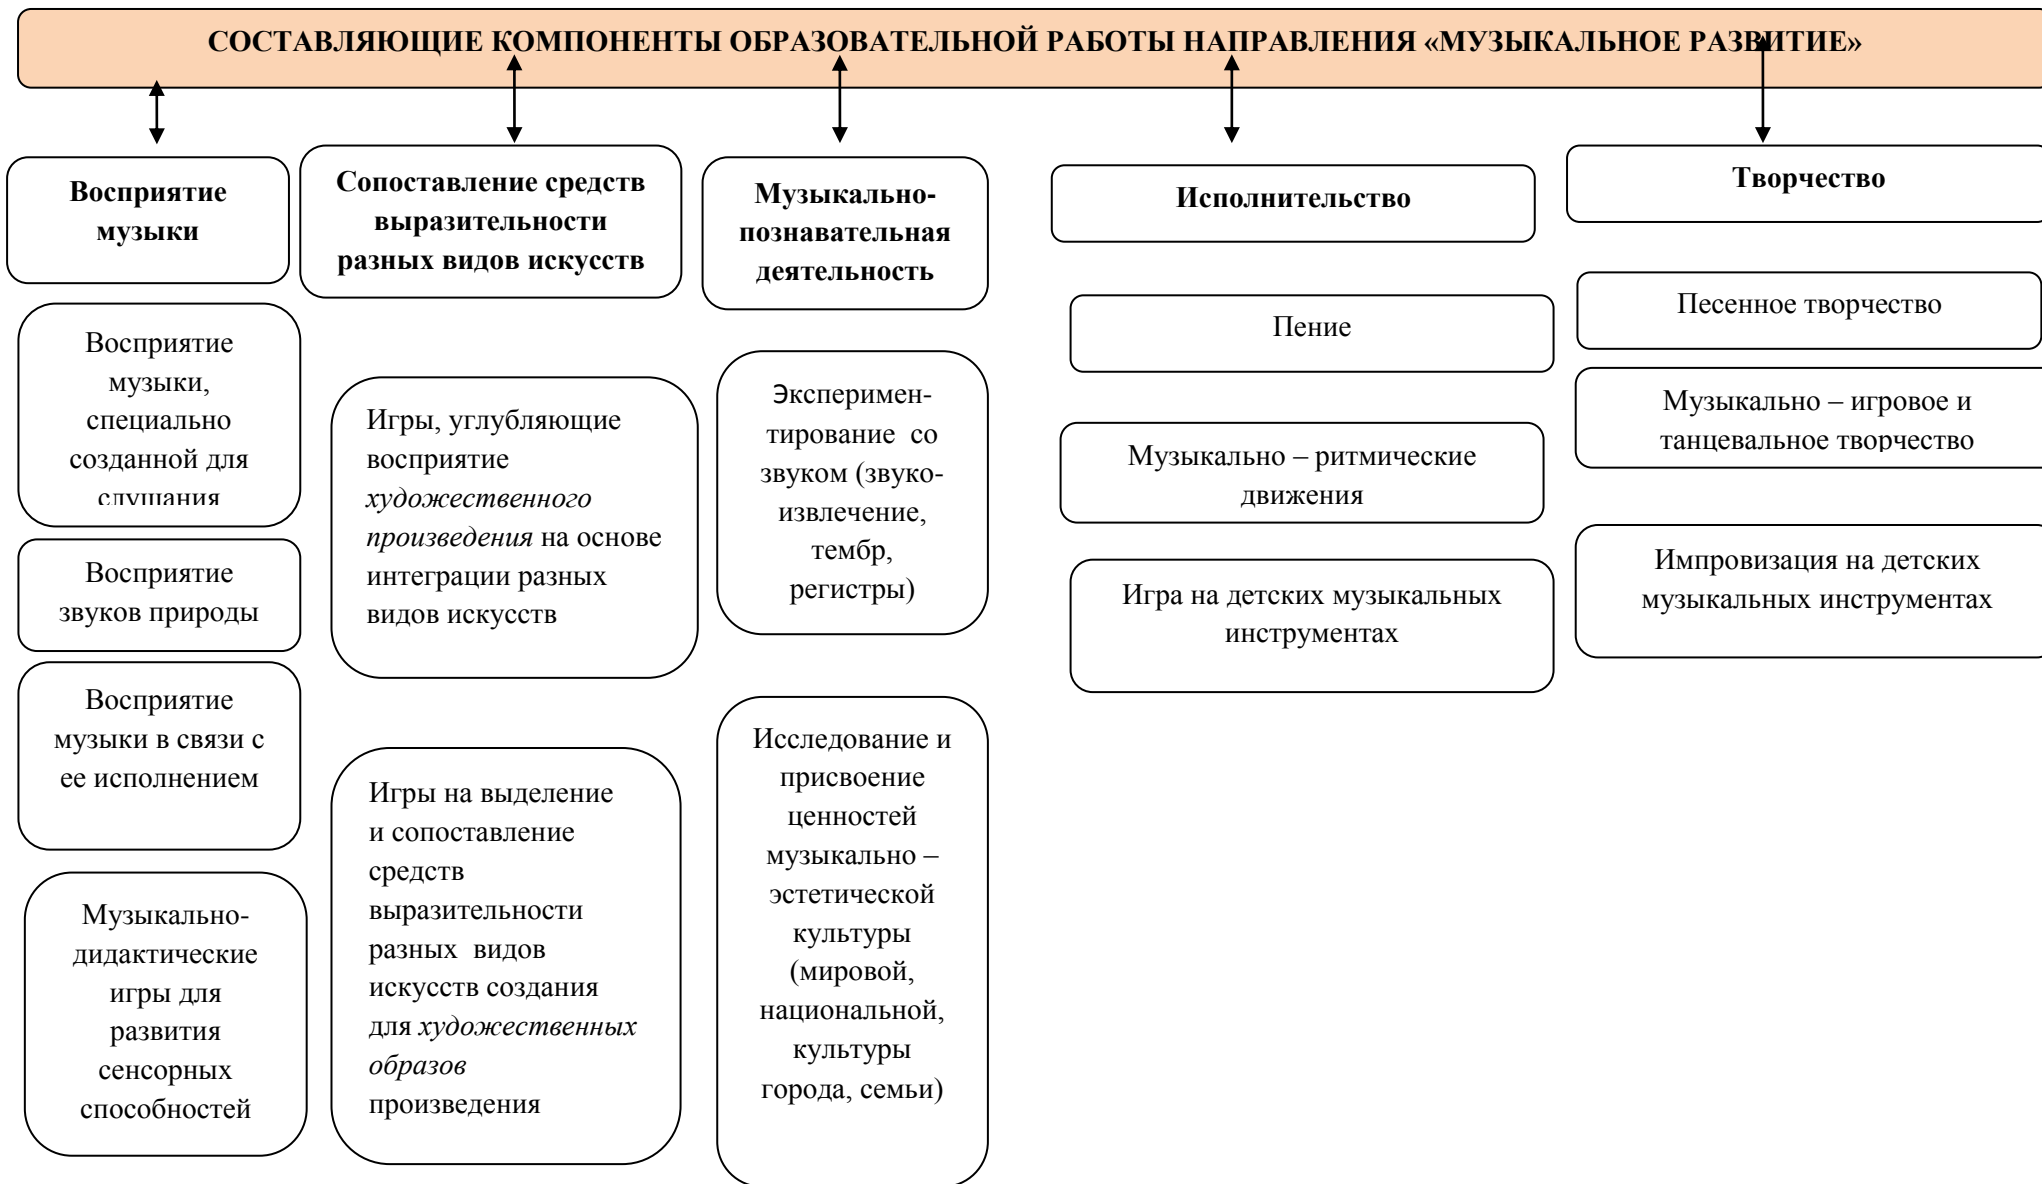 СОСТАВЛЯЮЩИЕ КОМПОНЕНТЫ ОБРАЗОВАТЕЛЬНОЙ РАБОТЫ НАПРАВЛЕНИЯ «МУЗЫКАЛЬНОЕ РАЗВИТИЕ»
Восприятие
музыки
Восприятие
музыки,
специально
созданной для
слушания
Восприятие
звуков природы
Восприятие
музыки в связи с
ее исполнением
Музыкально-
дидактические
игры для
развития
сенсорных
способностей
Сопоставление средств
выразительности
разных видов искусств
Игры, углубляющие
восприятие
художественного
произведения на основе
интеграции разных
видов искусств
Игры на выделение
и сопоставление
средств
выразительности
разных видов
искусств создания
для художественных
образов
произведения
Музыкально-
познавательная
деятельность
Эксперимен-
тирование со
звуком (звуко-
извлечение,
тембр,
регистры)
Исследование и
присвоение
ценностей
музыкально –
эстетической
культуры
(мировой,
национальной,
культуры
города, семьи)
Исполнительство
Пение
Музыкально – ритмические
движения
Игра на детских музыкальных
инструментах
Творчество
Песенное творчество
Музыкально – игровое и
танцевальное творчество
Импровизация на детских
музыкальных инструментах